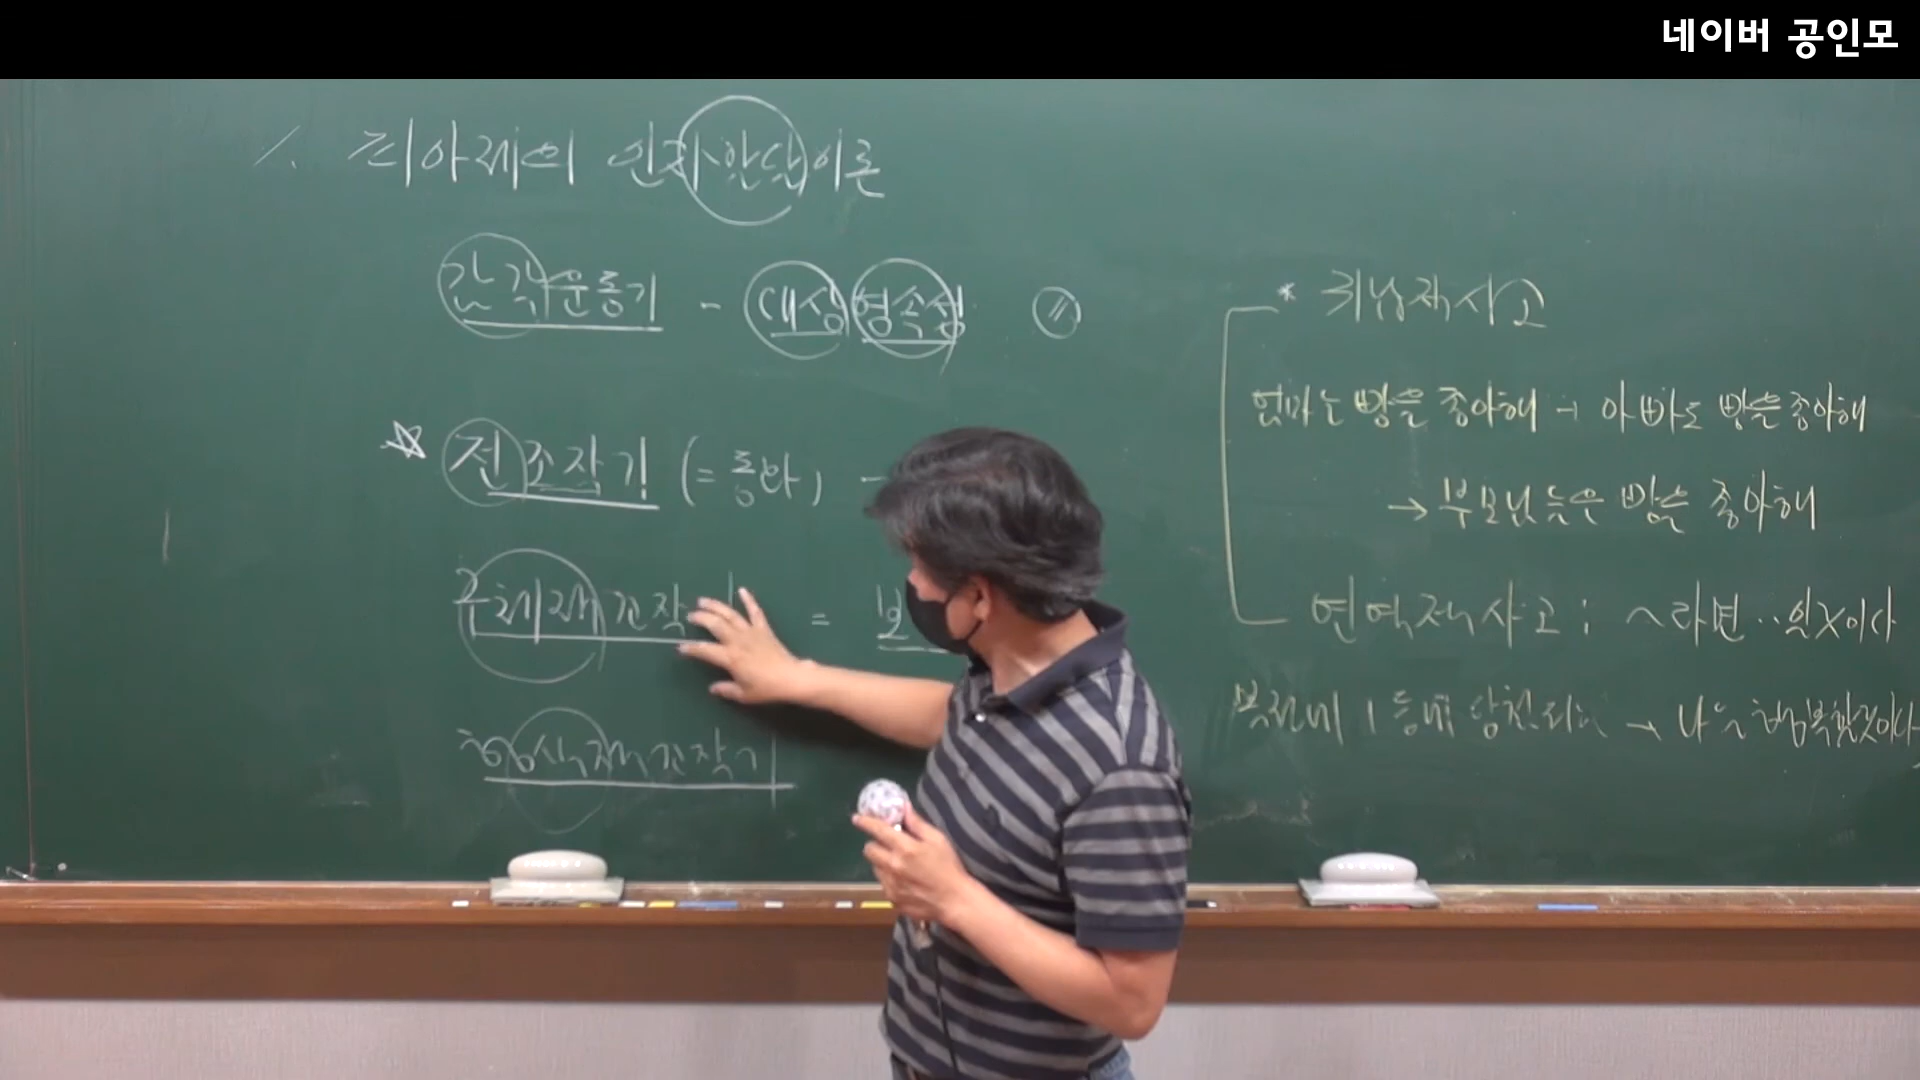 네이버 공인모
1. 피아제의 인지발달이론
감각운동기 - 대상영속성 //
☆ 전조작기 (= 동화) -
구체적 조작기 = 보
형식적 조작기
* 귀납적사고
엄마는 빵을 좋아해 → 아빠도 빵을 좋아해
→ 부모님들은 빵을 좋아해
연역적사고 : ~라면 ‥ 일 것이다
복권에 1등에 당첨되면 → 나는 행복할것이다